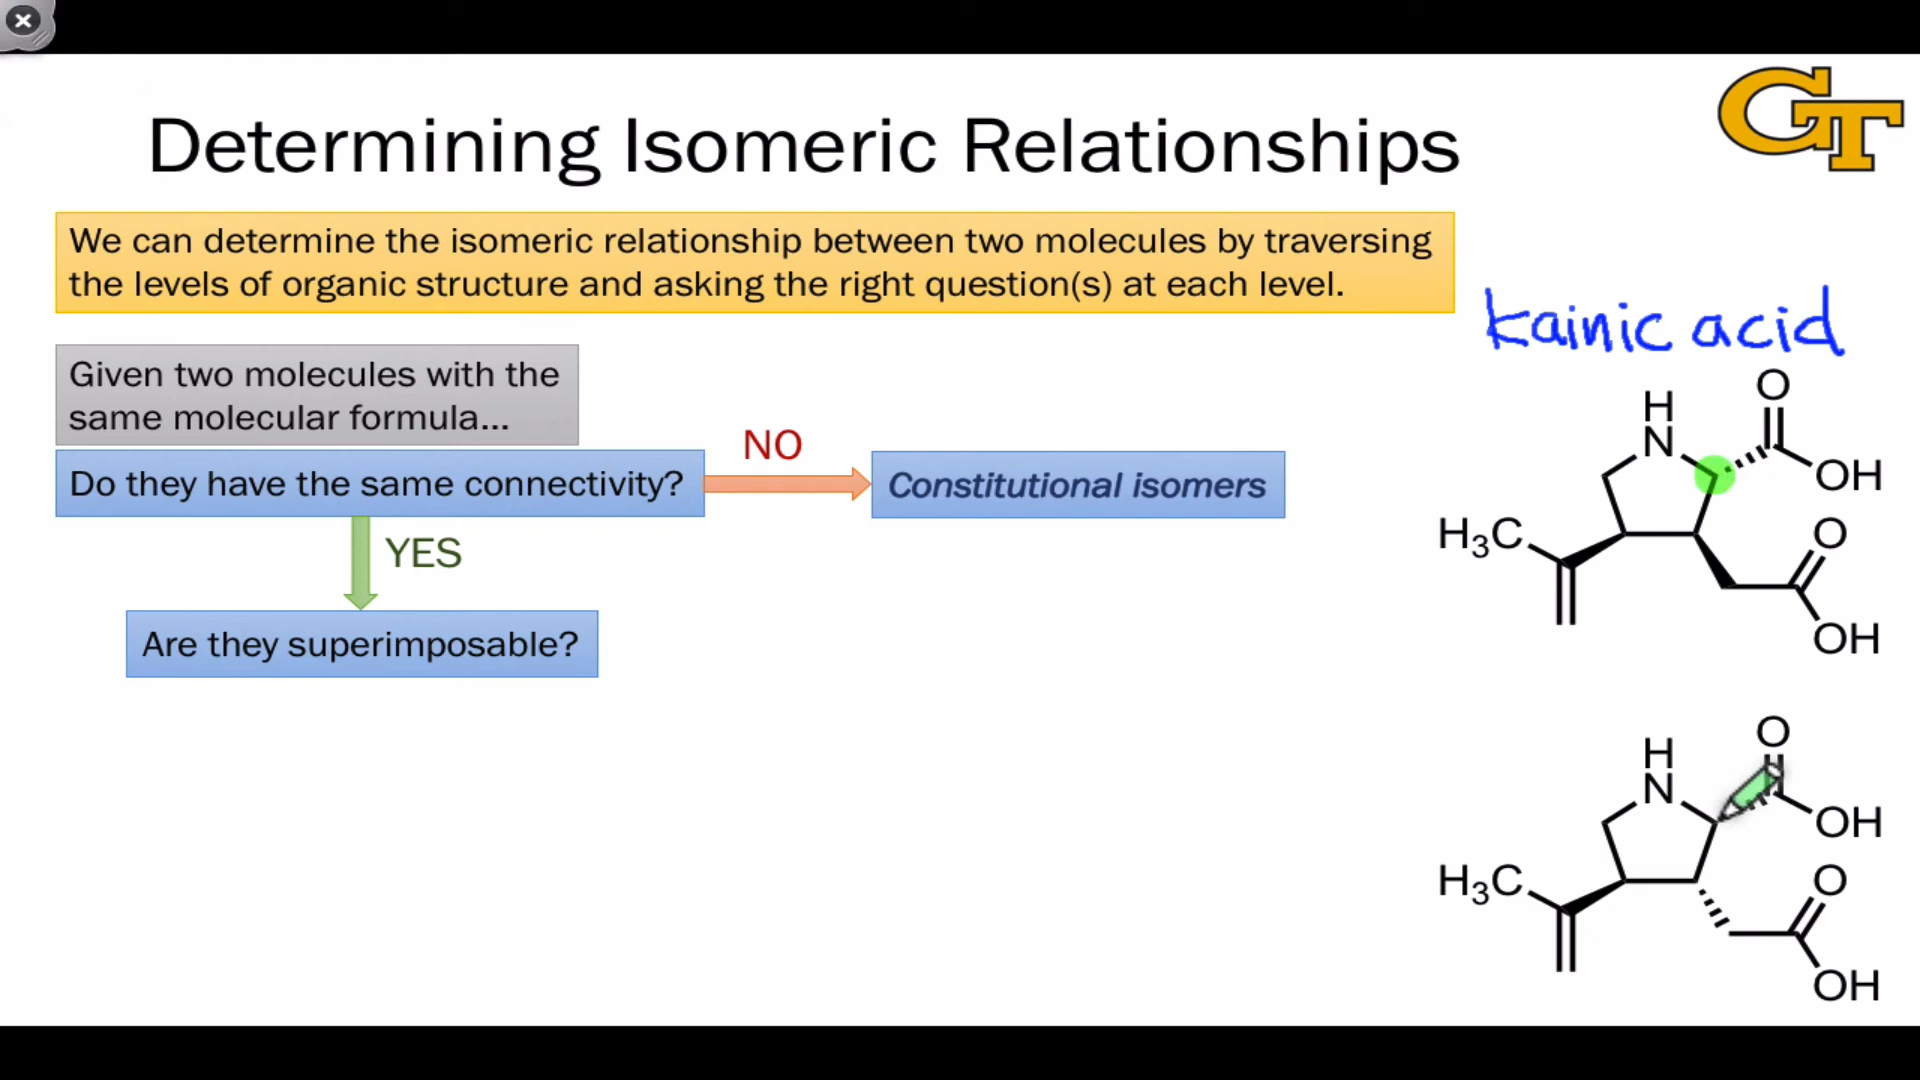 GT
Determining Isomeric Relationships
We can determine the isomeric relationship between two molecules by traversing
the levels of organic structure and asking the right question(s) at each level.
kainic acid
Given two molecules with the
same molecular formula...
NO
Do they have the same connectivity?
Constitutional isomers
YES
Are they superimposable?
O
H
N
OH
H₃C
O
OH
O
H
N
OH
H₃C
O
OH